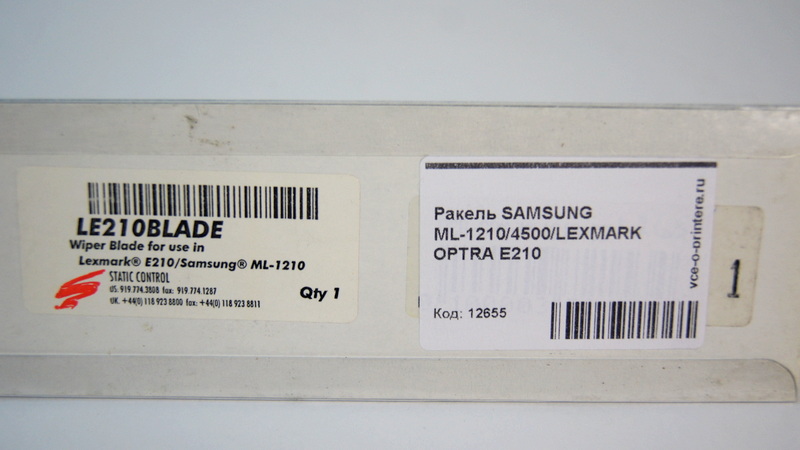 LE210BLADE
Wiper Blade for use in
Lexmark® E210/Samsung® ML-1210
STATIC CONTROL
US: 919.774.3808 fax: 919.774.1287
UK: +44(0) 118 923 8800 fax: +44(0) 118 923 8811
Qty 1
Ракель SAMSUNG
ML-1210/4500/LEXMARK
OPTRA E210
Код: 12655
vce-o-printere.ru
1